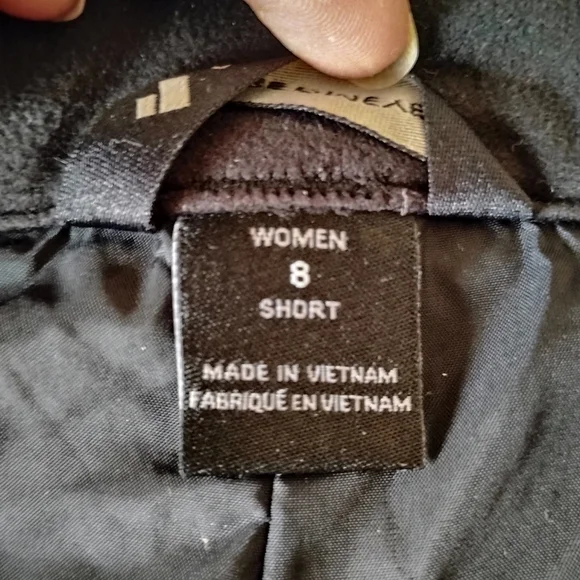 WOMEN
8
SHORT
MADE IN VIETNAM
FABRIQUÉ EN VIETNAM